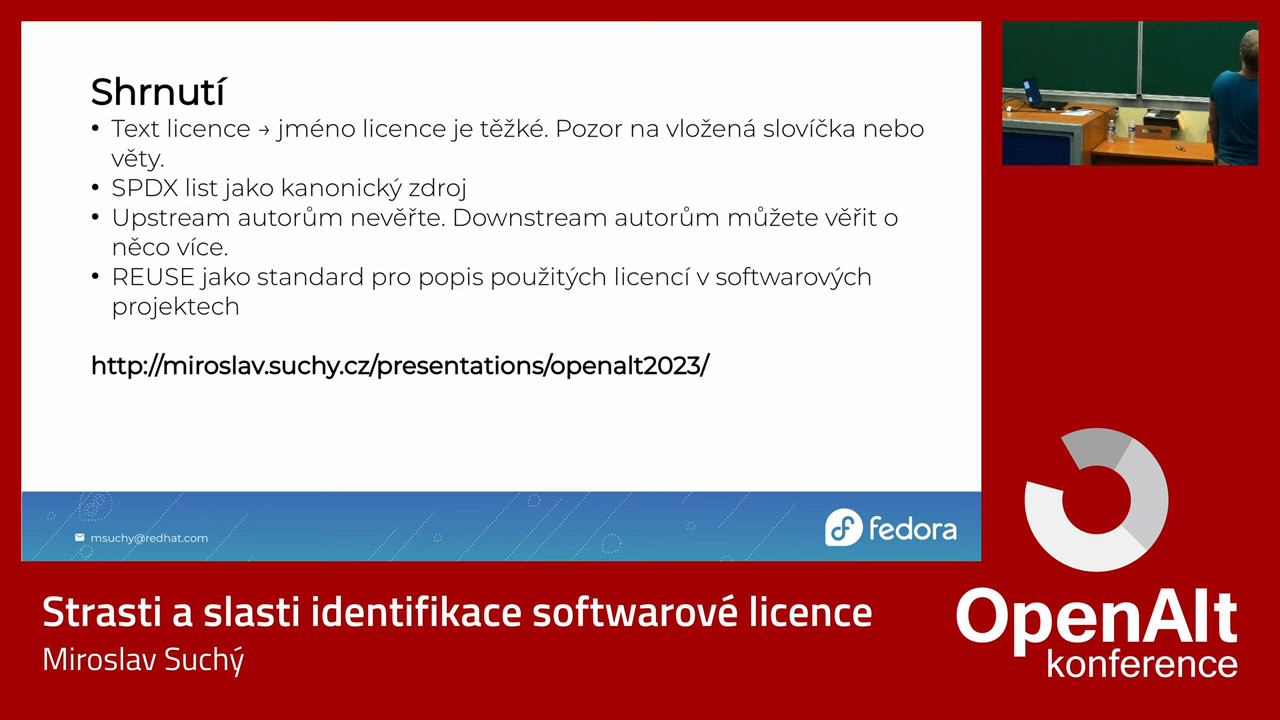 Shrnutí
• Text licence → jméno licence je těžké. Pozor na vložená slovíčka nebo
věty.
• SPDX list jako kanonický zdroj
• Upstream autorům nevěřte. Downstream autorům můžete věřit o
něco více.
• REUSE jako standard pro popis použitých licencí v softwarových
projektech
http://miroslav.suchy.cz/presentations/openalt2023/
msuchy@redhat.com
fedora
Strasti a slasti identifikace softwarové licence
Miroslav Suchý
OpenAlt
konference